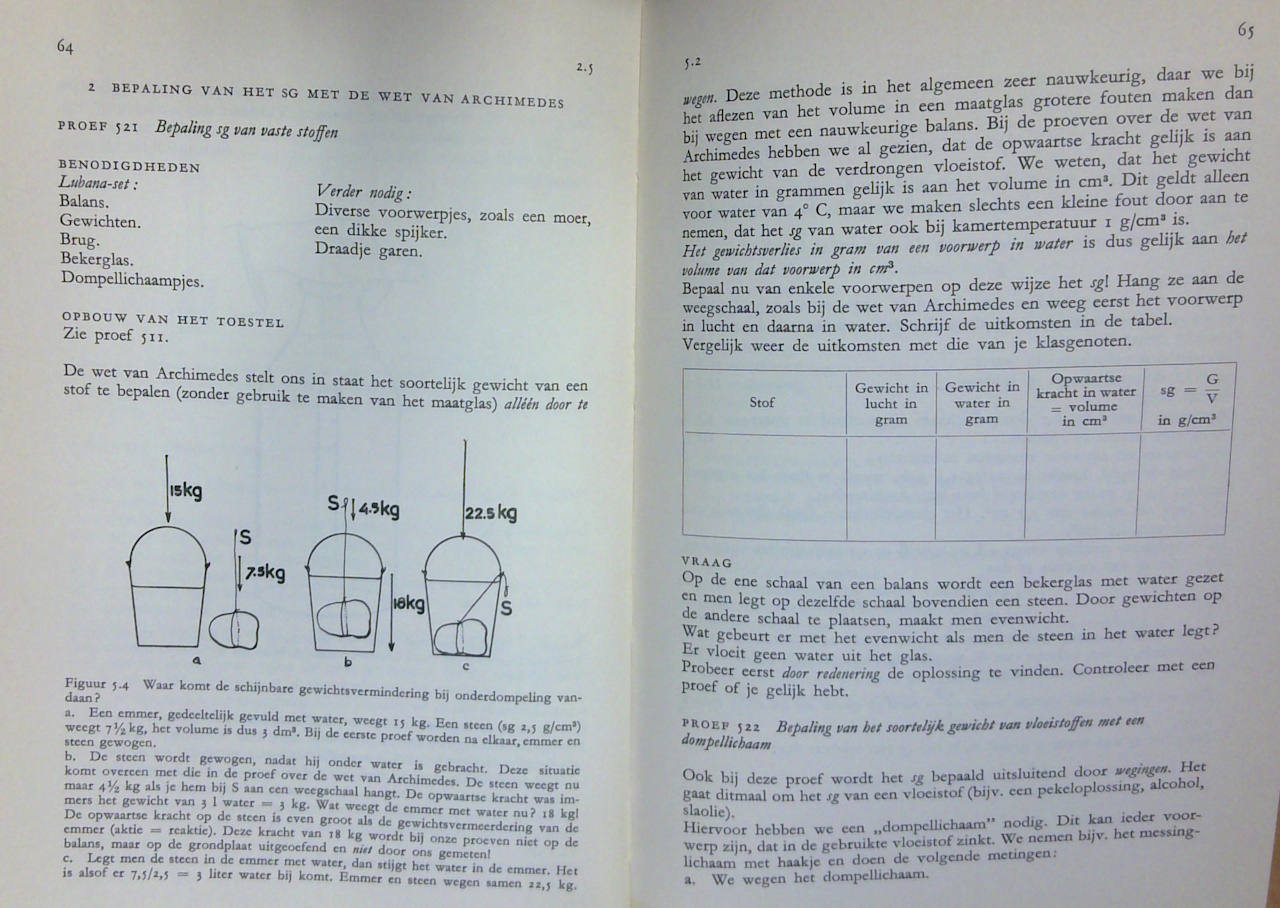 64
2.5
2 BEPALING VAN HET SG MET DE WET VAN ARCHIMEDES
PROEF 521 Bepaling sg van vaste stoffen
BENODIGDHEDEN
Lubana-set:
Balans.
Gewichten.
Brug.
Bekerglas.
Dompellichaampjes.
Verder nodig:
Diverse voorwerpjes, zoals een moer,
een dikke spijker.
Draadje garen.
OPBOUW VAN HET TOESTEL
Zie proef 511.
De wet van Archimedes stelt ons in staat het soortelijk gewicht van een
stof te bepalen (zonder gebruik te maken van het maatglas) alléén door te
15kg
S
7.5kg
a
S
4.5kg
18kg
b
22.5kg
S
c
Figuur 5.4 Waar komt de schijnbare gewichtsvermindering bij onderdompeling van-
daan?
a. Een emmer, gedeeltelijk gevuld met water, weegt 15 kg. Een steen (sg 2,5 g/cm³)
weegt 7½ kg, het volume is dus 3 dm³. Bij de eerste proef worden na elkaar, emmer en
steen gewogen.
b. De steen wordt gewogen, nadat hij onder water is gebracht. Deze situatie
komt overeen met die in de proef over de wet van Archimedes. De steen weegt nu
maar 4½ kg als je hem bij S aan een weegschaal hangt. De opwaartse kracht was im-
mers het gewicht van 3 l water = 3 kg. Wat weegt de emmer met water nu? 18 kg!
De opwaartse kracht op de steen is even groot als de gewichtsvermeerdering van de
emmer (aktie = reaktie). Deze kracht van 18 kg wordt bij onze proeven niet op de
balans, maar op de grondplaat uitgeoefend en niet door ons gemeten!
c. Legt men de steen in de emmer met water, dan stijgt het water in de emmer. Het
is alsof er 7,5/2,5 = 3 liter water bij komt. Emmer en steen wegen samen 22,5 kg.
65
5.2
wegen. Deze methode is in het algemeen zeer nauwkeurig, daar we bij
het aflezen van het volume in een maatglas grotere fouten maken dan
bij wegen met een nauwkeurige balans. Bij de proeven over de wet van
Archimedes hebben we al gezien, dat de opwaartse kracht gelijk is aan
het gewicht van de verdrongen vloeistof. We weten, dat het gewicht
van water in grammen gelijk is aan het volume in cm³. Dit geldt alleen
voor water van 4° C, maar we maken slechts een kleine fout door aan te
nemen, dat het sg van water ook bij kamertemperatuur 1 g/cm³ is.
Het gewichtsverlies in gram van een voorwerp in water is dus gelijk aan het
volume van dat voorwerp in cm³.
Bepaal nu van enkele voorwerpen op deze wijze het sg! Hang ze aan de
weegschaal, zoals bij de wet van Archimedes en weeg eerst het voorwerp
in lucht en daarna in water. Schrijf de uitkomsten in de tabel.
Vergelijk weer de uitkomsten met die van je klasgenoten.
Stof
Gewicht in
lucht in
gram
Gewicht in
water in
gram
Opwaartse
kracht in water
= volume
in cm³
sg = G/V
in g/cm³
VRAAG
Op de ene schaal van een balans wordt een bekerglas met water gezet
en men legt op dezelfde schaal bovendien een steen. Door gewichten op
de andere schaal te plaatsen, maakt men evenwicht.
Wat gebeurt er met het evenwicht als men de steen in het water legt?
Er vloeit geen water uit het glas.
Probeer eerst door redenering de oplossing te vinden. Controleer met een
proef of je gelijk hebt.
PROEF 522 Bepaling van het soortelijk gewicht van vloeistoffen met een
dompellichaam
Ook bij deze proef wordt het sg bepaald uitsluitend door wegingen. Het
gaat ditmaal om het sg van een vloeistof (bijv. een pekeloplossing, alcohol,
slaolie).
Hiervoor hebben we een „dompellichaam” nodig. Dit kan ieder voor-
werp zijn, dat in de gebruikte vloeistof zinkt. We nemen bijv. het messing-
lichaam met haakje en doen de volgende metingen:
a. We wegen het dompellichaam.